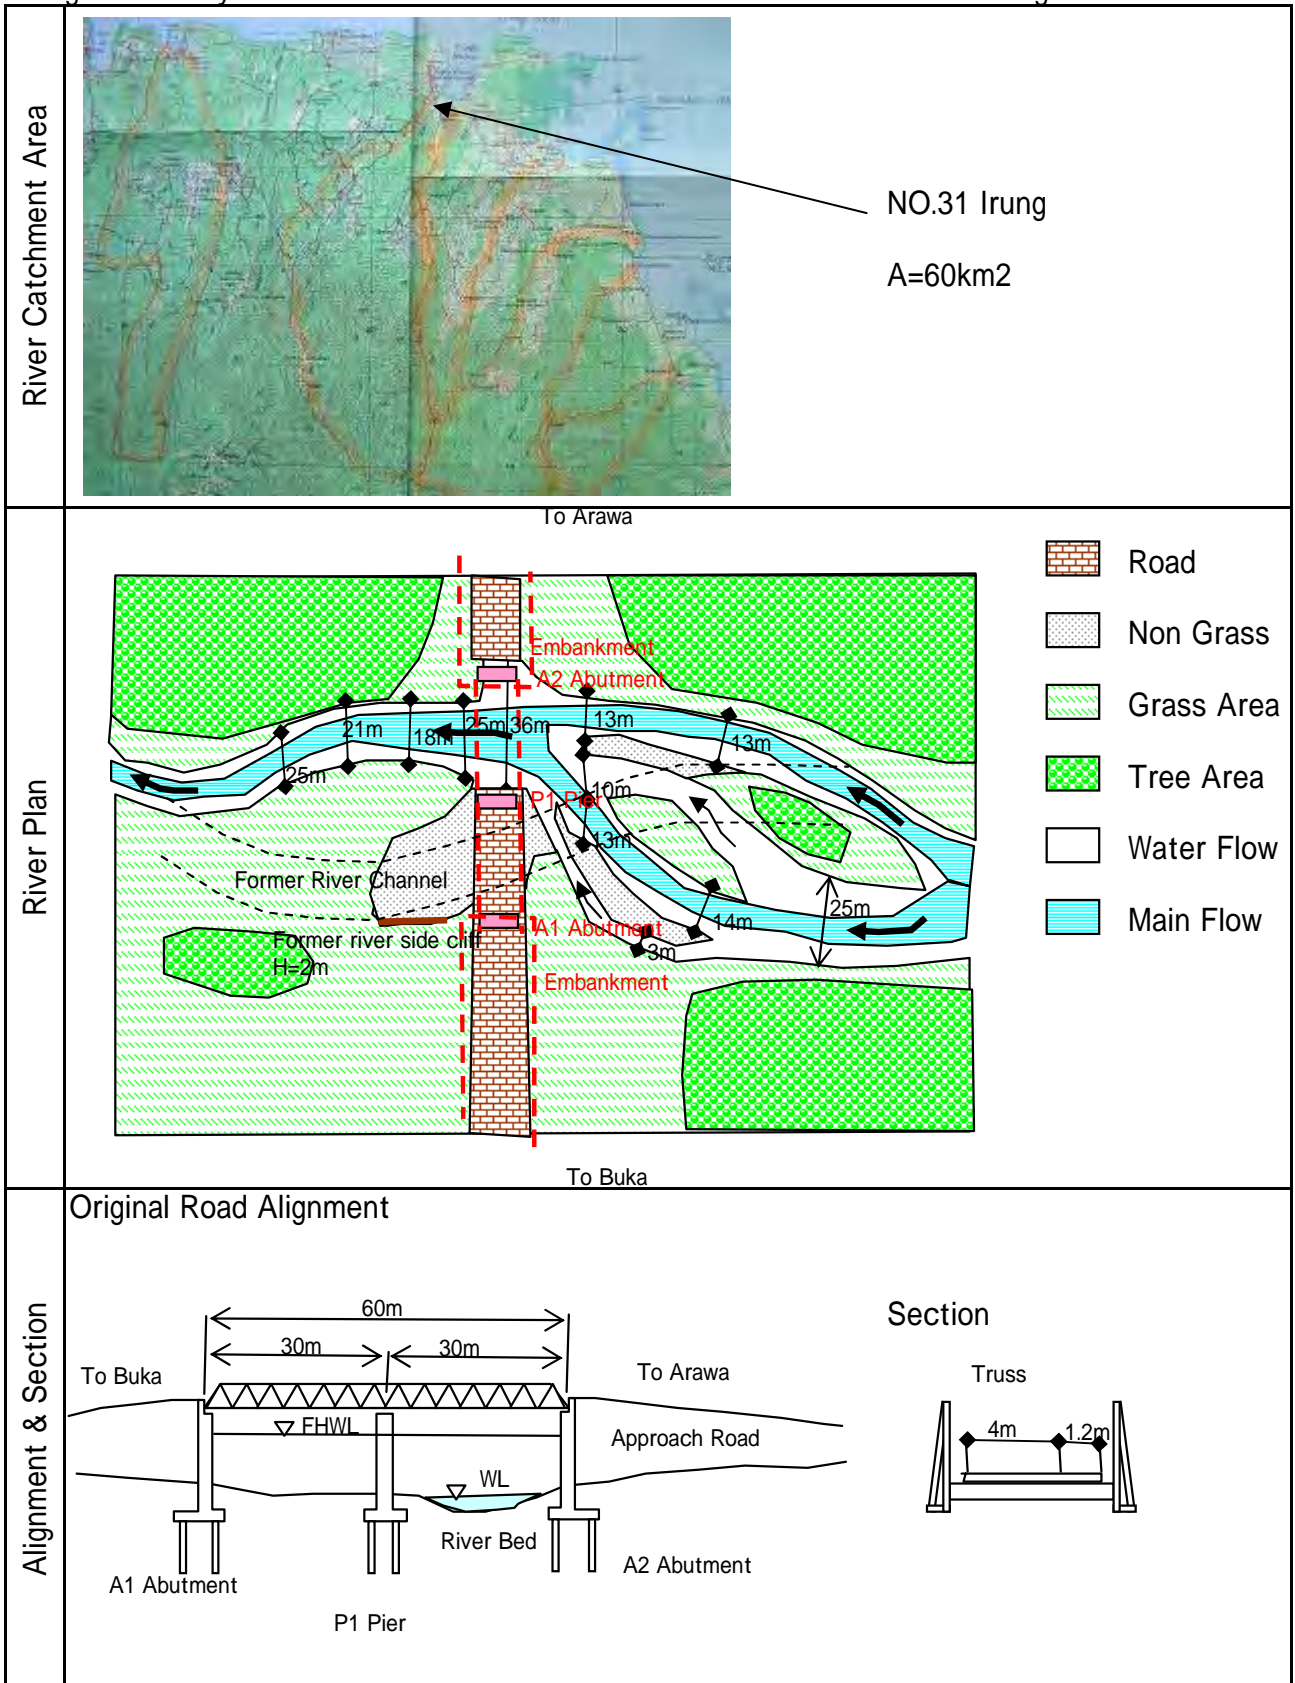 River Catchment Area
NO.31 Irung
A=60km2
River Plan
To Arawa
Embankment
A2 Abutment
21m
18m
25m
36m
13m
13m
25m
P1 Pier
10m
13m
Former River Channel
25m
14m
A1 Abutment
3m
Former river side cliff
H=2m
Embankment
To Buka
Road
Non Grass
Grass Area
Tree Area
Water Flow
Main Flow
Alignment & Section
Original Road Alignment
60m
30m
30m
To Buka
To Arawa
FHWL
Approach Road
WL
River Bed
A1 Abutment
A2 Abutment
P1 Pier
Section
Truss
4m
1.2m